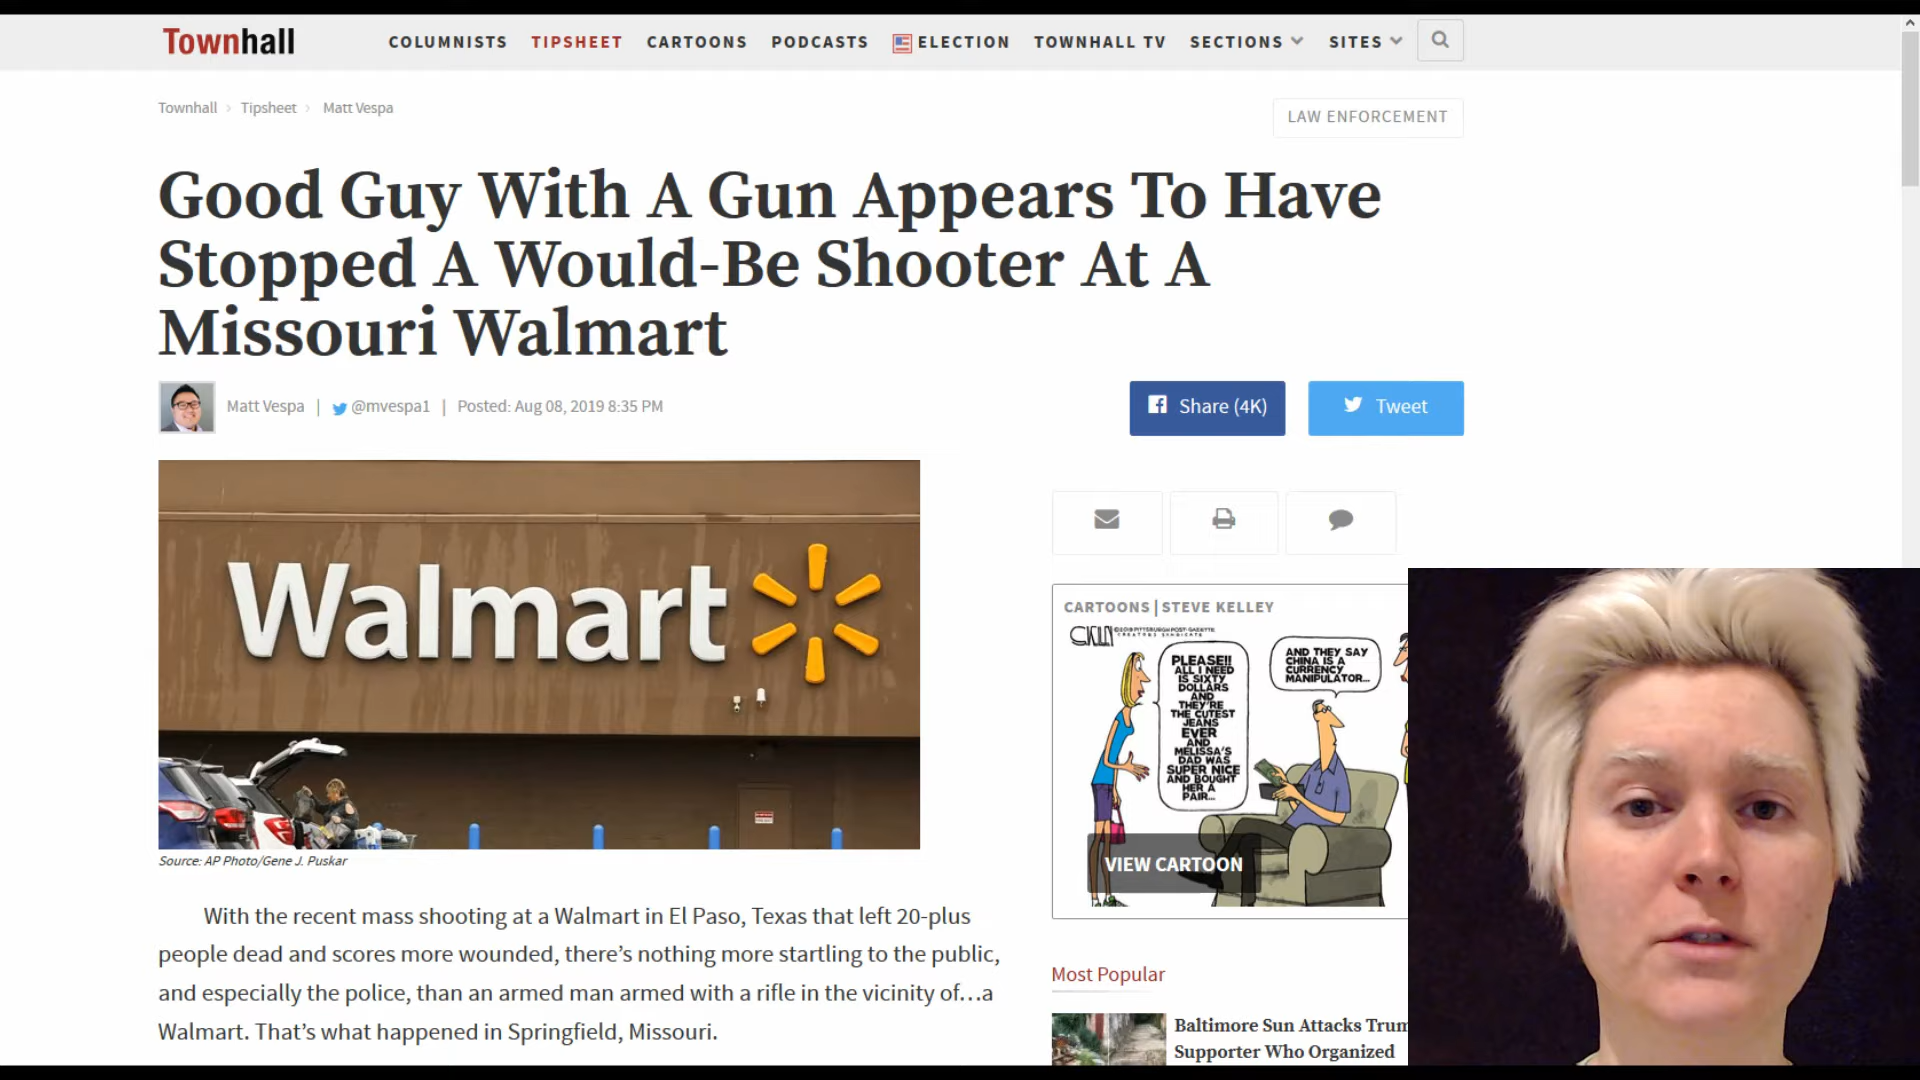 Townhall
COLUMNISTS TIPSHEET CARTOONS PODCASTS ELECTION TOWNHALL TV SECTIONS SITES
Townhall › Tipsheet › Matt Vespa
LAW ENFORCEMENT
Good Guy With A Gun Appears To Have
Stopped A Would-Be Shooter At A
Missouri Walmart
Matt Vespa | @mvespa1 | Posted: Aug 08, 2019 8:35 PM
Share (4K)
Tweet
Walmart
Source: AP Photo/Gene J. Puskar
With the recent mass shooting at a Walmart in El Paso, Texas that left 20-plus
people dead and scores more wounded, there's nothing more startling to the public,
and especially the police, than an armed man armed with a rifle in the vicinity of…a
Walmart. That's what happened in Springfield, Missouri.
CARTOONS | STEVE KELLEY
©2019 PITTSBURGH POST-GAZETTE
CREATORS SYNDICATE
PLEASE!!
ALL I NEED
IS SIXTY
DOLLARS
AND
THEY'RE
THE CUTEST
JEANS
EVER
AND
MELISSA'S
DAD WAS
SUPER NICE
AND BOUGHT
HER A
PAIR...
AND THEY SAY
CHINA IS A
CURRENCY
MANIPULATOR...
VIEW CARTOON
Most Popular
Baltimore Sun Attacks Trum
Supporter Who Organized